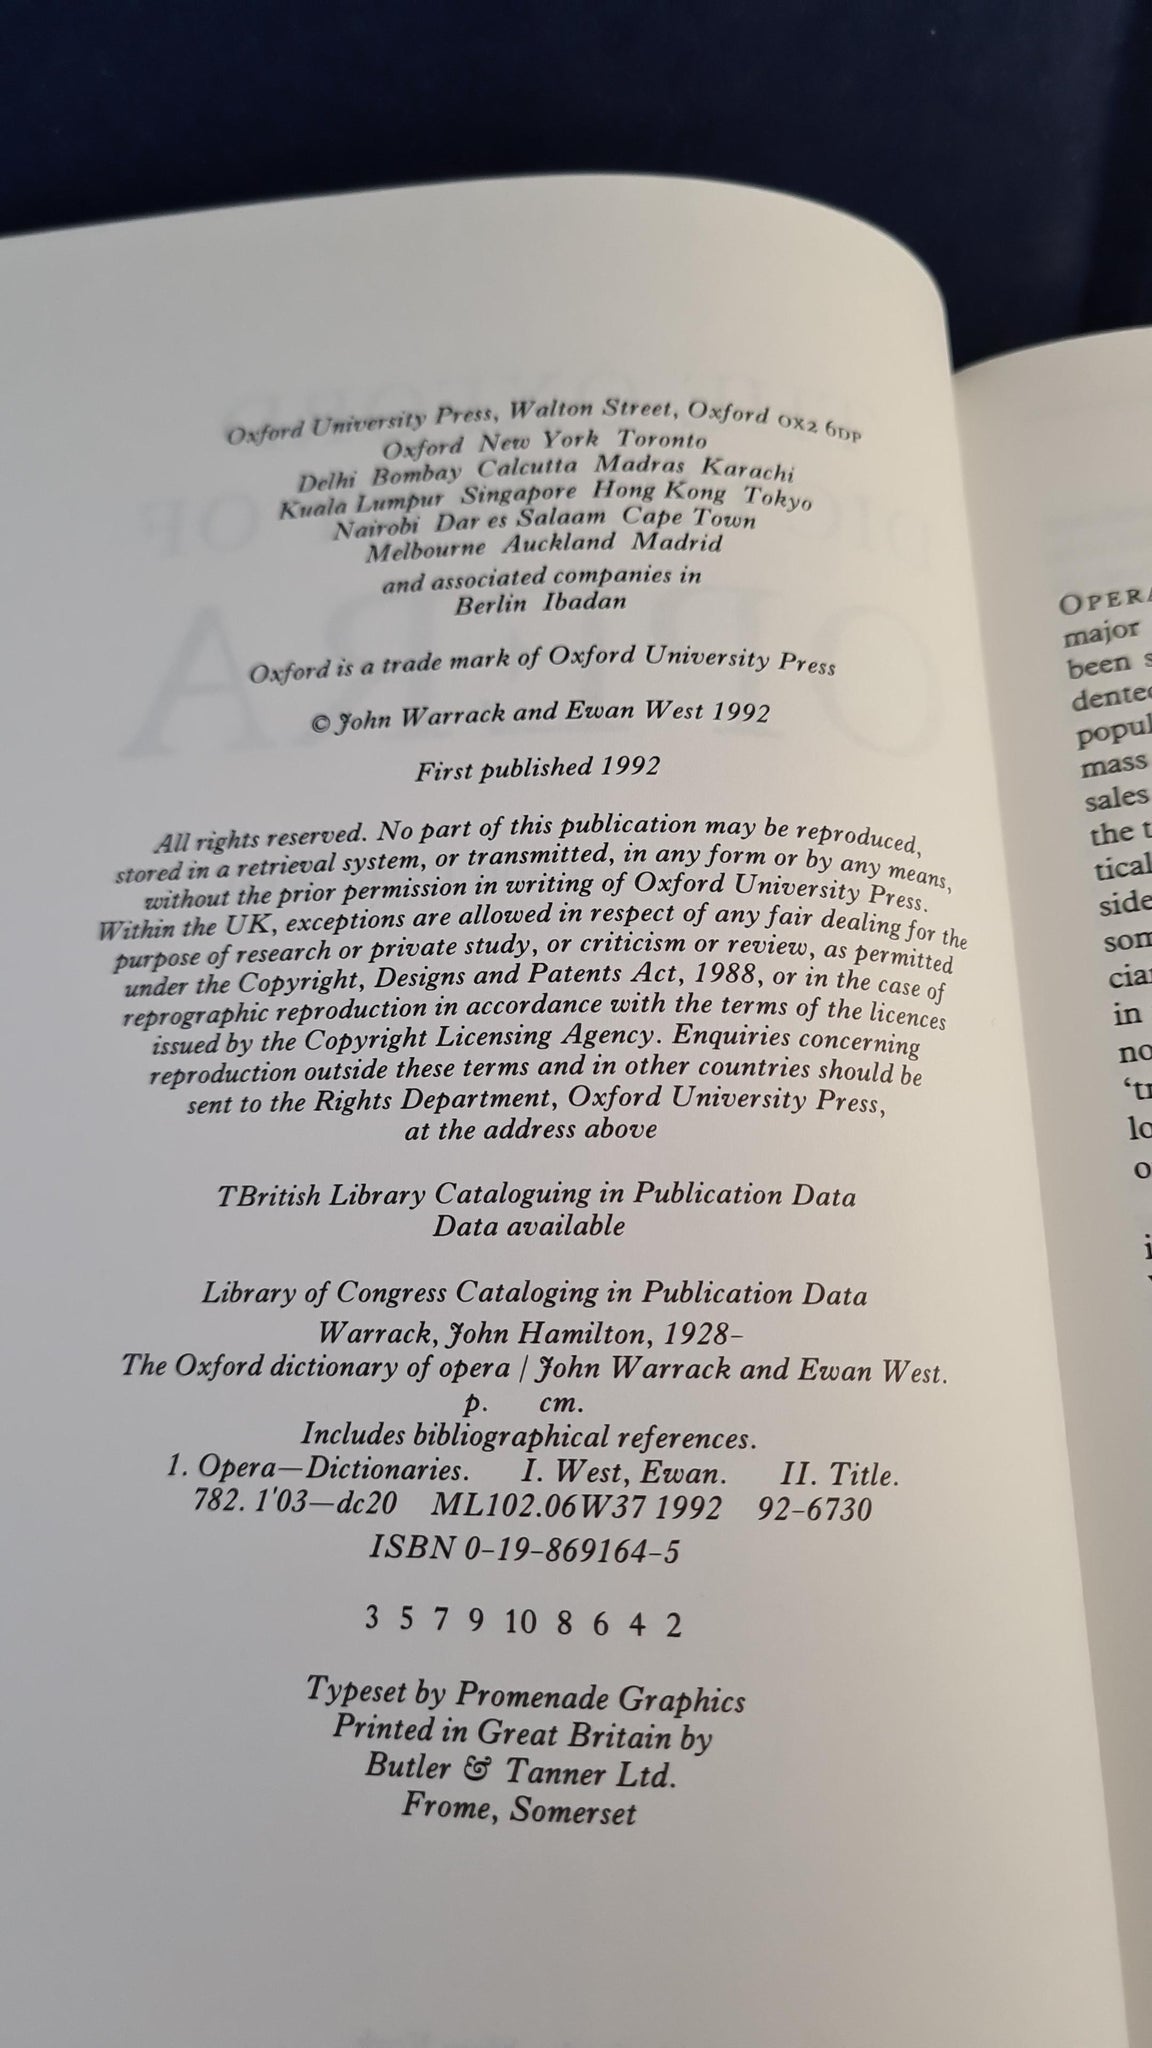 Oxford University Press, Walton Street, Oxford OX2 6DP
Oxford New York Toronto
Delhi Bombay Calcutta Madras Karachi
Kuala Lumpur Singapore Hong Kong Tokyo
Nairobi Dar es Salaam Cape Town
Melbourne Auckland Madrid
and associated companies in
Berlin Ibadan
Oxford is a trade mark of Oxford University Press
© John Warrack and Ewan West 1992
First published 1992
All rights reserved. No part of this publication may be reproduced,
stored in a retrieval system, or transmitted, in any form or by any means,
without the prior permission in writing of Oxford University Press.
Within the UK, exceptions are allowed in respect of any fair dealing for the
purpose of research or private study, or criticism or review, as permitted
under the Copyright, Designs and Patents Act, 1988, or in the case of
reprographic reproduction in accordance with the terms of the licences
issued by the Copyright Licensing Agency. Enquiries concerning
reproduction outside these terms and in other countries should be
sent to the Rights Department, Oxford University Press,
at the address above
TBritish Library Cataloguing in Publication Data
Data available
Library of Congress Cataloging in Publication Data
Warrack, John Hamilton, 1928–
The Oxford dictionary of opera / John Warrack and Ewan West.
p. cm.
Includes bibliographical references.
1. Opera—Dictionaries. I. West, Ewan. II. Title.
782. 1'03—dc20 ML102.06W37 1992 92–6730
ISBN 0–19–869164–5
3 5 7 9 10 8 6 4 2
Typeset by Promenade Graphics
Printed in Great Britain by
Butler & Tanner Ltd.
Frome, Somerset
OPERA
major
been
mass
sales
the
side
in